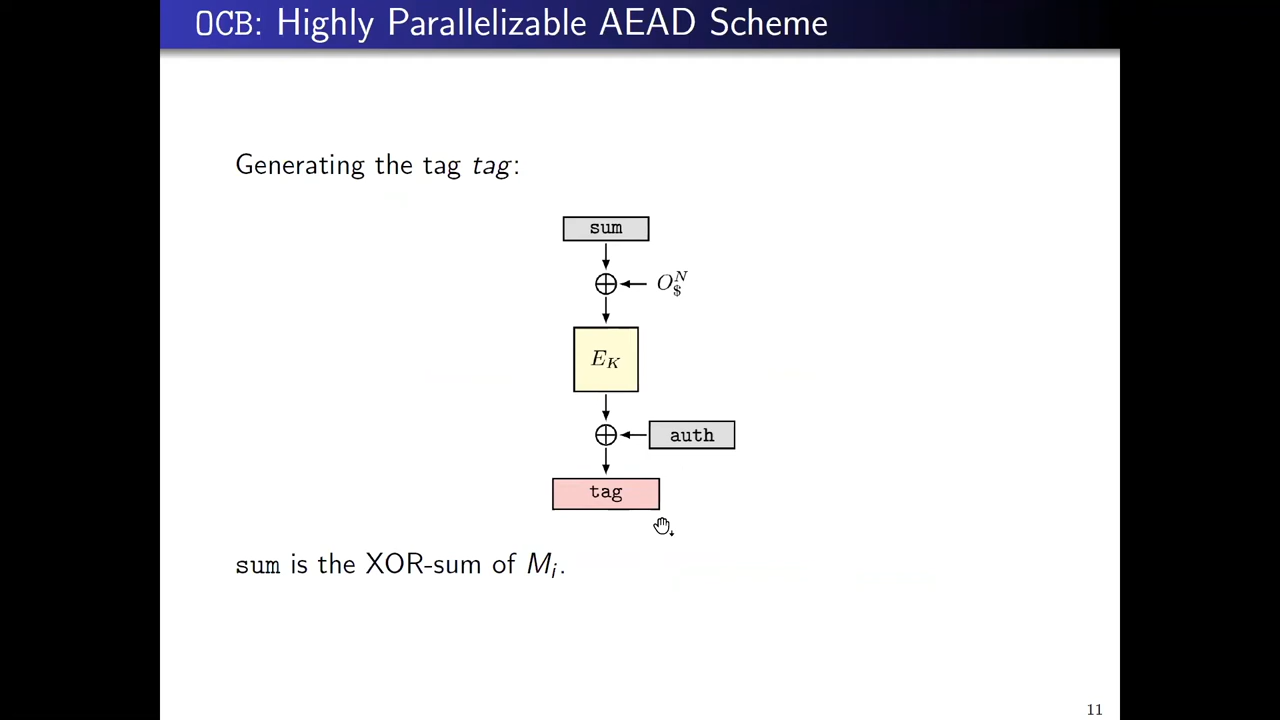 OCB: Highly Parallelizable AEAD Scheme
Generating the tag tag:
sum
$O_\$^N$
$E_K$
auth
tag
sum is the XOR-sum of $M_i$.
11